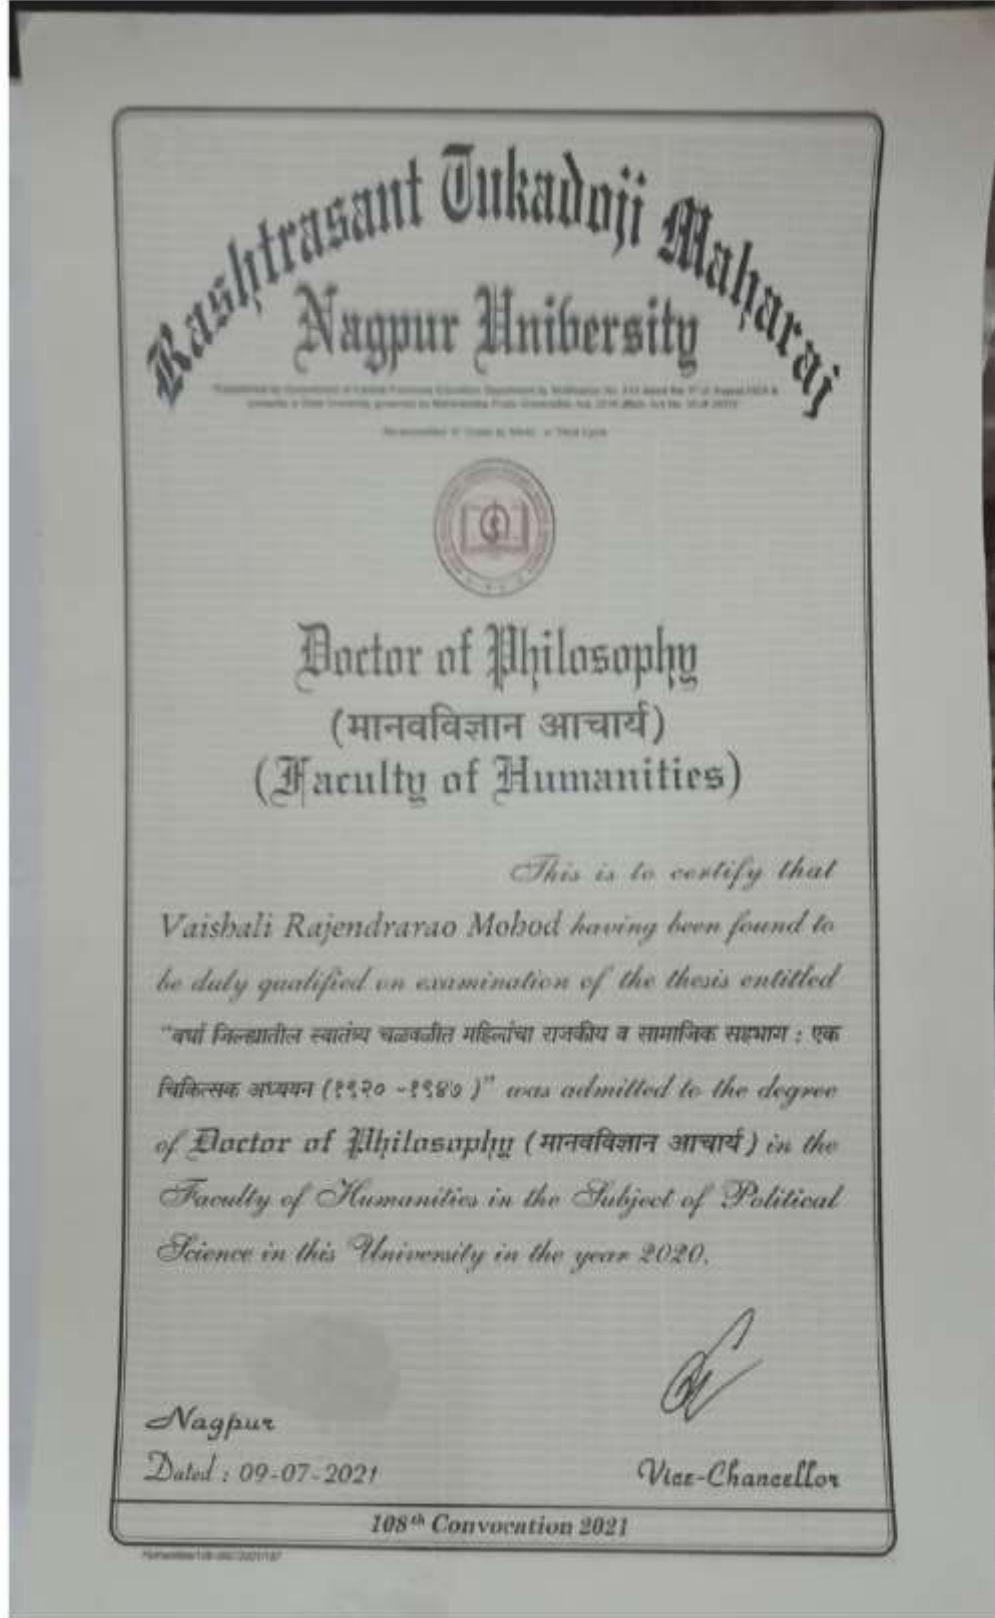 Rashtrasant Tukadoji Maharaj
Nagpur University
Doctor of Philosophy
(मानवविज्ञान आचार्य)
(Faculty of Humanities)
This is to certify that
Vaishali Rajendrarao Mohod having been found to
be duly qualified on examination of the thesis entitled
"वर्धा जिल्ह्यातील स्वातंत्र्य चळवळीत महिलांचा राजकीय व सामाजिक सहभाग : एक
चिकित्सक अध्ययन (१९२० -१९४७ )" was admitted to the degree
of Doctor of Philosophy (मानवविज्ञान आचार्य) in the
Faculty of Humanities in the Subject of Political
Science in this University in the year 2020.
Nagpur
Dated : 09-07-2021
Vice-Chancellor
108th Convocation 2021